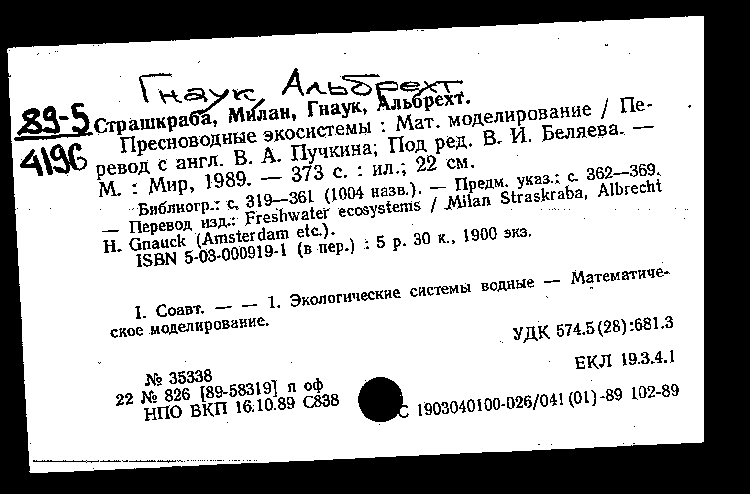 Гнаук, Альбрехт
89-5
4196
Страшкраба, Милан, Гнаук, Альбрехт.
Пресноводные экосистемы : Мат. моделирование / Пе-
ревод с англ. В. А. Пучкина; Под ред. В. И. Беляева. —
М. : Мир, 1989. — 373 с. : ил.; 22 см.
Библиогр.: с. 319—361 (1004 назв.). — Предм. указ.: с. 362—369.
— Перевод изд.: Freshwater ecosystems / Milan Straskraba, Albrecht
H. Gnauck (Amsterdam etc.).
ISBN 5-03-000919-1 (в пер.) : 5 р. 30 к., 1900 экз.
I. Соавт. — — 1. Экологические системы водные — Математиче-
ское моделирование.
УДК 574.5(28):681.3
ЕКЛ 19.3.4.1
№ 35338
22 № 826 [89-58319] п оф
НПО ВКП 16.10.89 С838
С 1903040100-026/041(01)-89 102-89